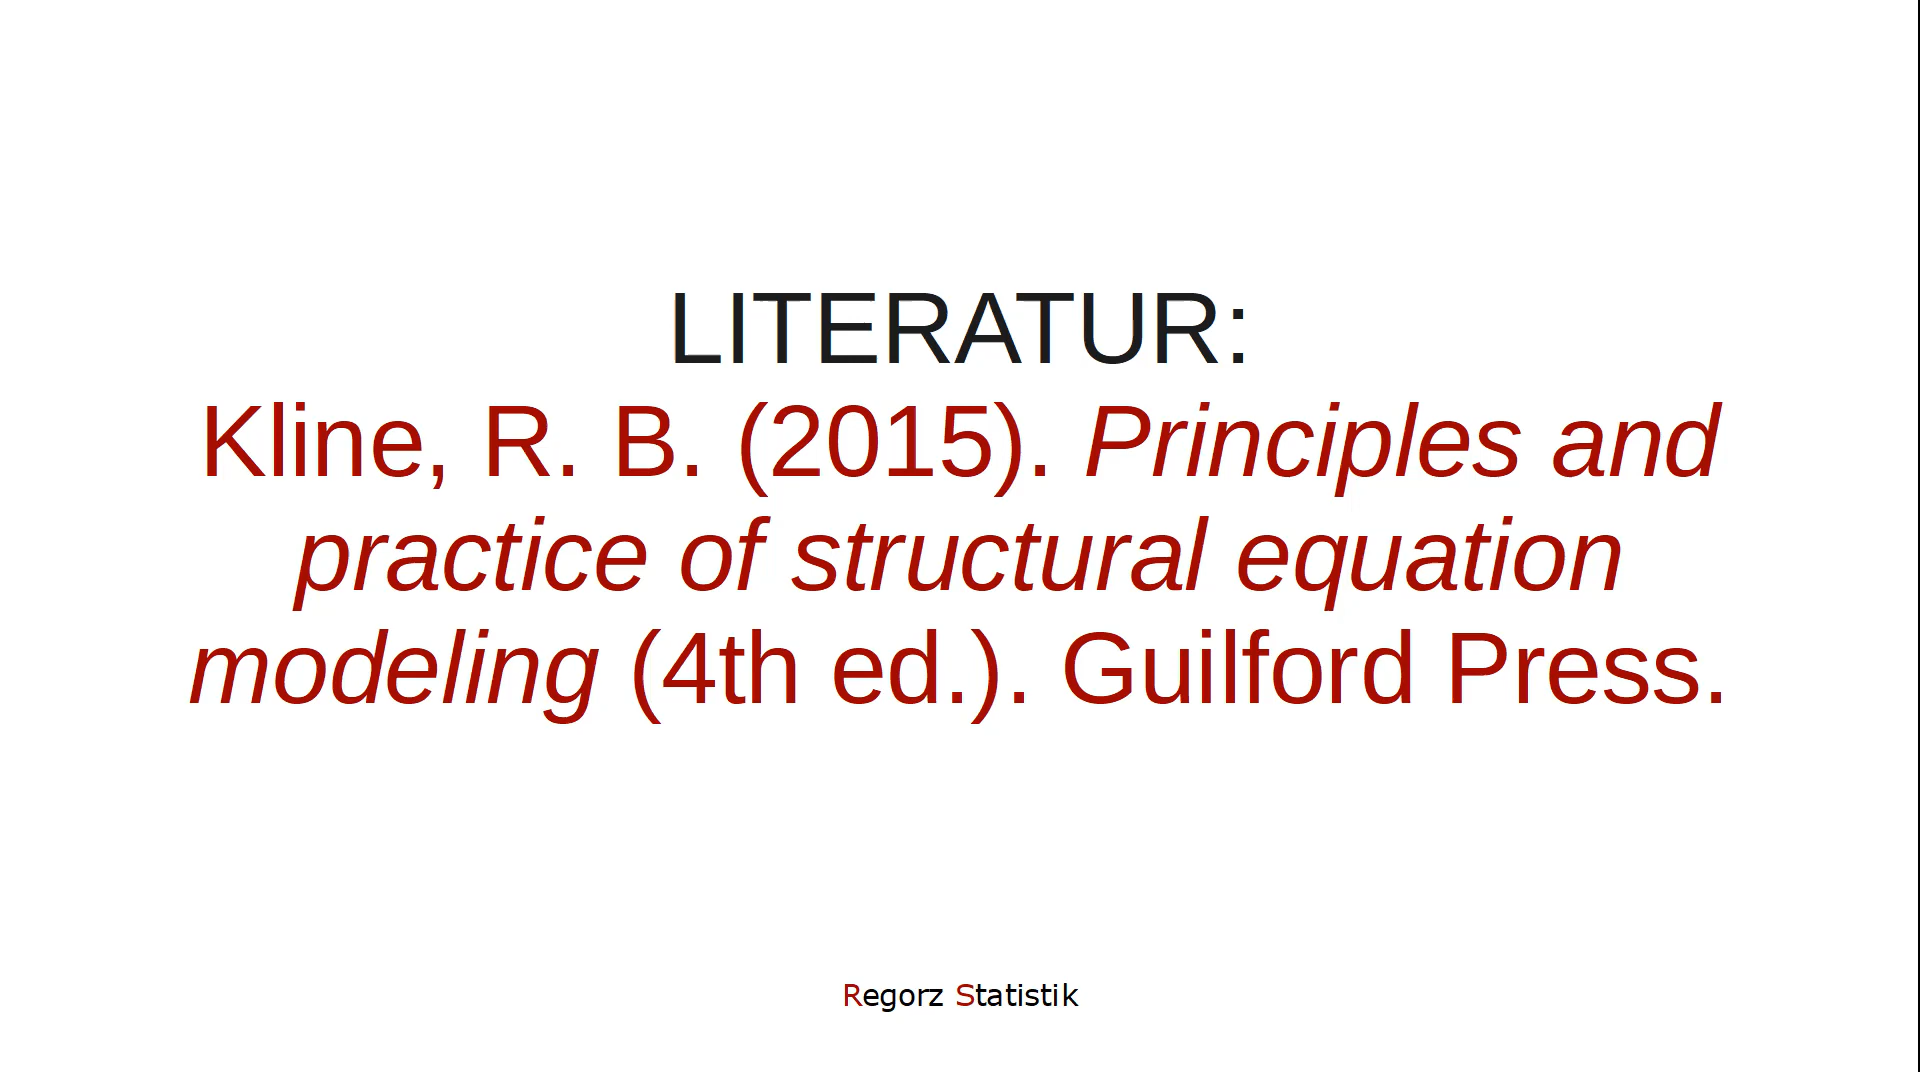 LITERATUR:
Kline, R. B. (2015). Principles and
practice of structural equation
modeling (4th ed.). Guilford Press.
Regorz Statistik